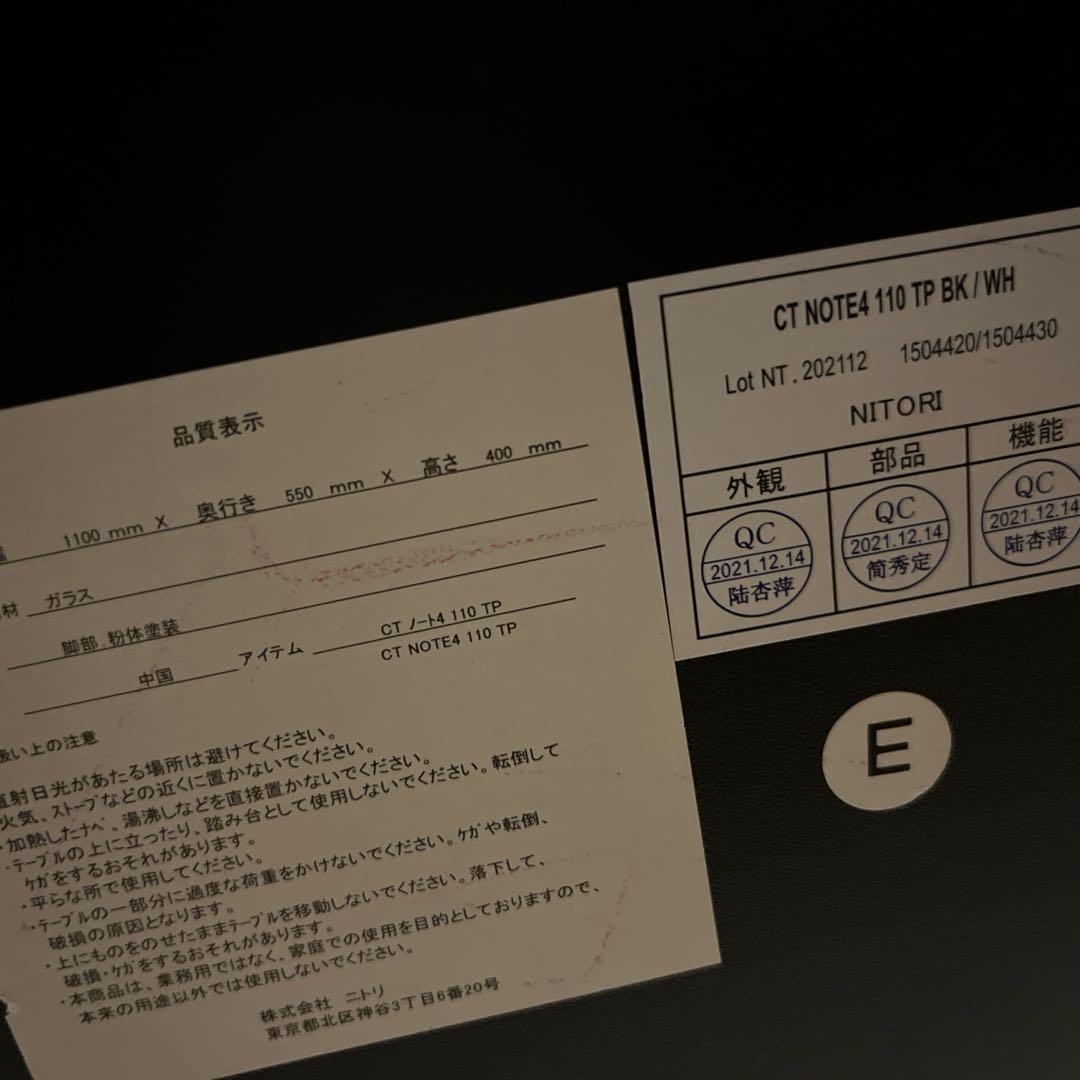 品質表示
1100 mm X 奥行き 550 mm X 高さ 400 mm
材 ガラス
脚部.粉体塗装
中国 アイテム CT ノート4 110 TP
CT NOTE4 110 TP
扱い上の注意
直射日光があたる場所は避けてください。
火気、ストーブなどの近くに置かないでください。
・加熱したナベ、湯沸しなどを直接置かないでください。
・テーブルの上に立ったり、踏み台として使用しないでください。転倒して
ケガをするおそれがあります。
・平らな所で使用してください。
・テーブルの一部分に過度な荷重をかけないでください。ケガや転倒、
破損の原因となります。
・上にものをのせたままテーブルを移動しないでください。落下して、
破損・ケガをするおそれがあります。
・本商品は、業務用ではなく、家庭での使用を目的としておりますので、
本来の用途以外では使用しないでください。
株式会社 ニトリ
東京都北区神谷3丁目6番20号
CT NOTE4 110 TP BK / WH
Lot NT . 202112 1504420/1504430
NITORI
外観 部品 機能
QC QC QC
2021.12.14 2021.12.14 2021.12.14
陆杏萍 简秀定 陆杏萍
E